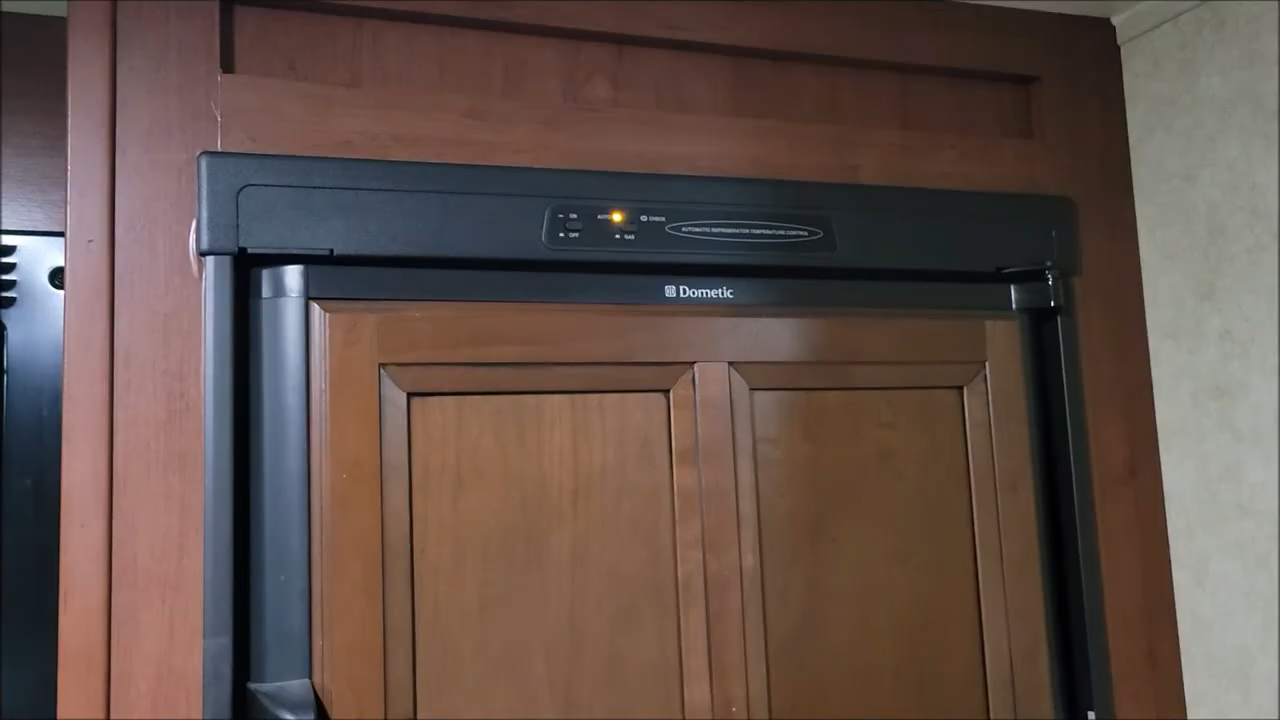 ON
AUTO
CHECK
OFF
GAS
AUTOMATIC REFRIGERATOR TEMPERATURE CONTROL
Dometic